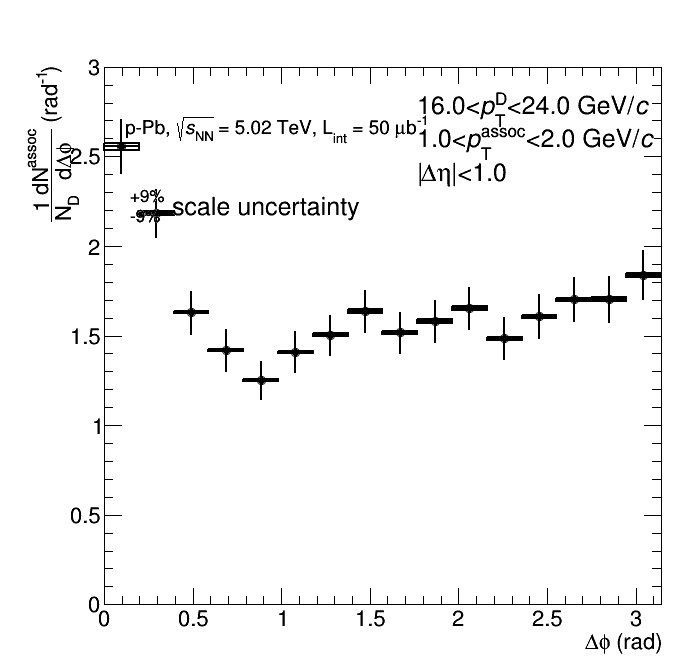 3
2.5
2
1.5
1
0.5
0
1 dN^assoc
N_D dΔφ
(rad^-1)
p-Pb, √s_NN = 5.02 TeV, L_int = 50 μb^-1
16.0<p_T^D<24.0 GeV/c
1.0<p_T^assoc<2.0 GeV/c
|Δη|<1.0
+9%
-9%
scale uncertainty
0 0.5 1 1.5 2 2.5 3
Δφ (rad)